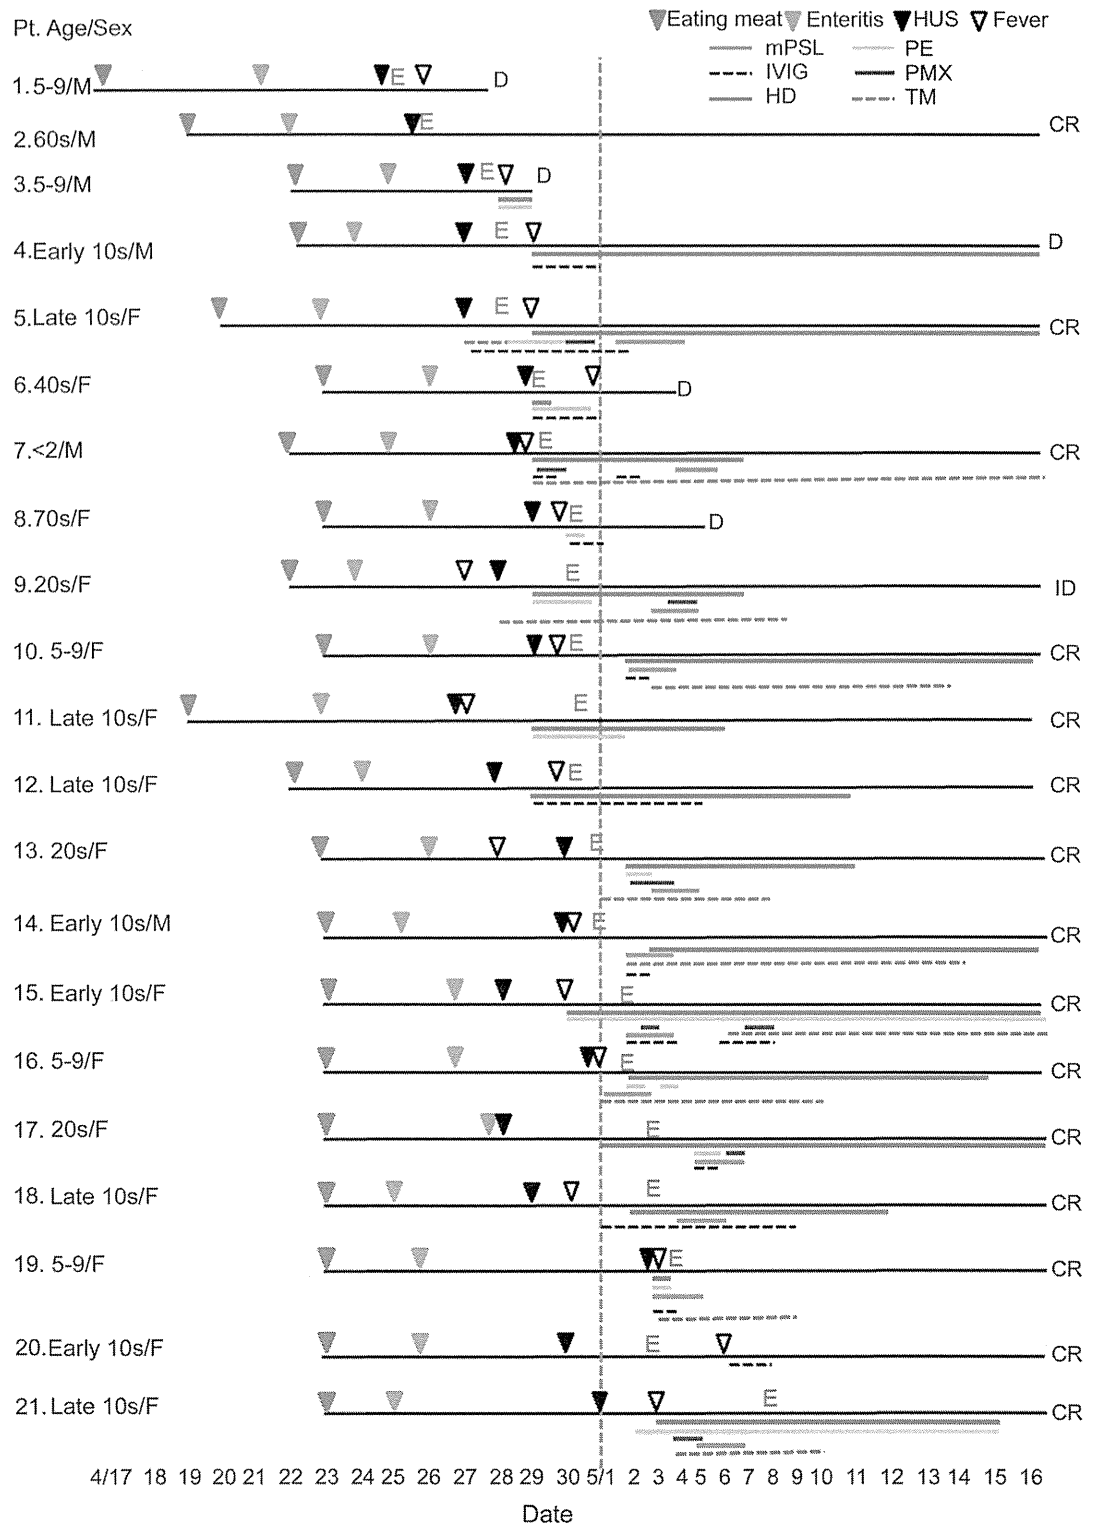 Pt. Age/Sex
Eating meat Enteritis HUS Fever
mPSL PE
IVIG PMX
HD TM
1.5-9/M E D
2.60s/M E CR
3.5-9/M E D
4.Early 10s/M E D
5.Late 10s/F E CR
6.40s/F E D
7.<2/M E CR
8.70s/F E D
9.20s/F E ID
10. 5-9/F E CR
11. Late 10s/F E CR
12. Late 10s/F E CR
13. 20s/F E CR
14. Early 10s/M E CR
15. Early 10s/F E CR
16. 5-9/F E CR
17. 20s/F E CR
18. Late 10s/F E CR
19. 5-9/F E CR
20.Early 10s/F E CR
21. Late 10s/F E CR
4/17 18 19 20 21 22 23 24 25 26 27 28 29 30 5/1 2 3 4 5 6 7 8 9 10 11 12 13 14 15 16
Date